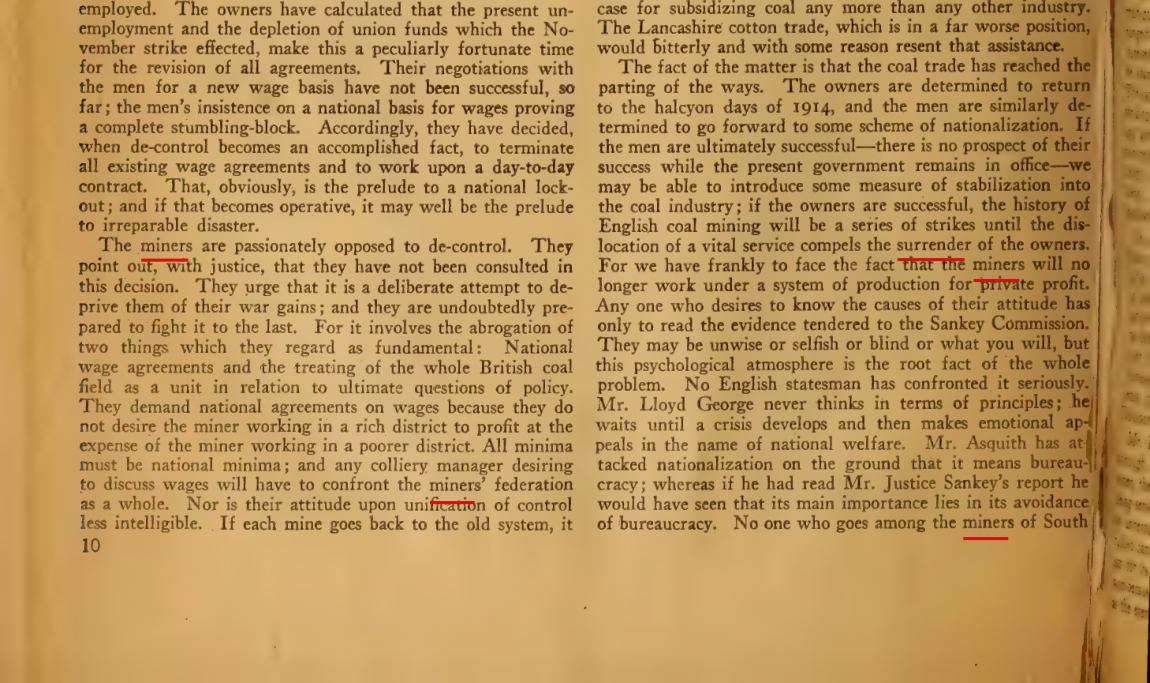 employed. The owners have calculated that the present un-
employment and the depletion of union funds which the No-
vember strike effected, make this a peculiarly fortunate time
for the revision of all agreements. Their negotiations with
the men for a new wage basis have not been successful, so
far; the men's insistence on a national basis for wages proving
a complete stumbling-block. Accordingly, they have decided,
when de-control becomes an accomplished fact, to terminate
all existing wage agreements and to work upon a day-to-day
contract. That, obviously, is the prelude to a national lock-
out; and if that becomes operative, it may well be the prelude
to irreparable disaster.
The miners are passionately opposed to de-control. They
point out, with justice, that they have not been consulted in
this decision. They urge that it is a deliberate attempt to de-
prive them of their war gains; and they are undoubtedly pre-
pared to fight it to the last. For it involves the abrogation of
two things which they regard as fundamental: National
wage agreements and the treating of the whole British coal
field as a unit in relation to ultimate questions of policy.
They demand national agreements on wages because they do
not desire the miner working in a rich district to profit at the
expense of the miner working in a poorer district. All minima
must be national minima; and any colliery manager desiring
to discuss wages will have to confront the miners' federation
as a whole. Nor is their attitude upon unification of control
less intelligible. If each mine goes back to the old system, it
10
case for subsidizing coal any more than any other industry.
The Lancashire cotton trade, which is in a far worse position,
would bitterly and with some reason resent that assistance.
The fact of the matter is that the coal trade has reached the
parting of the ways. The owners are determined to return
to the halcyon days of 1914, and the men are similarly de-
termined to go forward to some scheme of nationalization. If
the men are ultimately successful—there is no prospect of their
success while the present government remains in office—we
may be able to introduce some measure of stabilization into
the coal industry; if the owners are successful, the history of
English coal mining will be a series of strikes until the dis-
location of a vital service compels the surrender of the owners.
For we have frankly to face the fact that the miners will no
longer work under a system of production for private profit.
Any one who desires to know the causes of their attitude has
only to read the evidence tendered to the Sankey Commission.
They may be unwise or selfish or blind or what you will, but
this psychological atmosphere is the root fact of the whole
problem. No English statesman has confronted it seriously.
Mr. Lloyd George never thinks in terms of principles; he
waits until a crisis develops and then makes emotional ap-
peals in the name of national welfare. Mr. Asquith has at-
tacked nationalization on the ground that it means bureau-
cracy; whereas if he had read Mr. Justice Sankey's report he
would have seen that its main importance lies in its avoidance
of bureaucracy. No one who goes among the miners of South